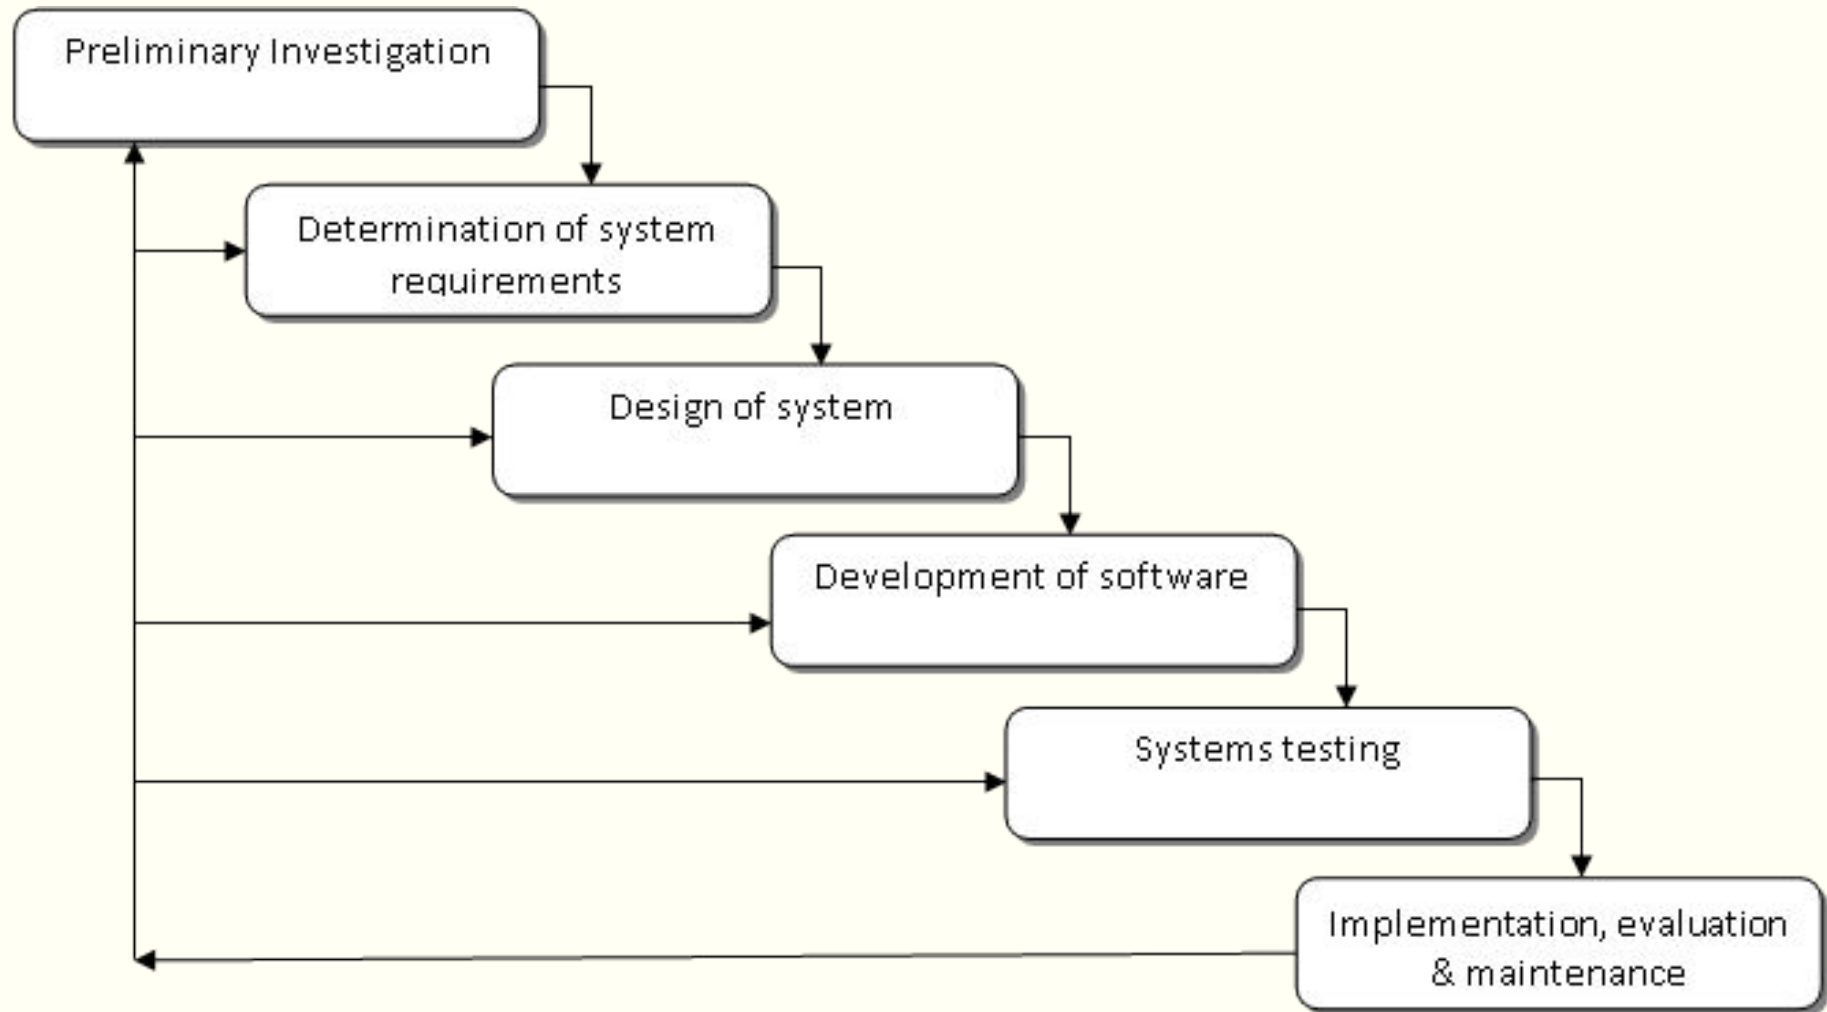 Preliminary Investigation
Determination of system
requirements
Design of system
Development of software
Systems testing
Implementation, evaluation
& maintenance